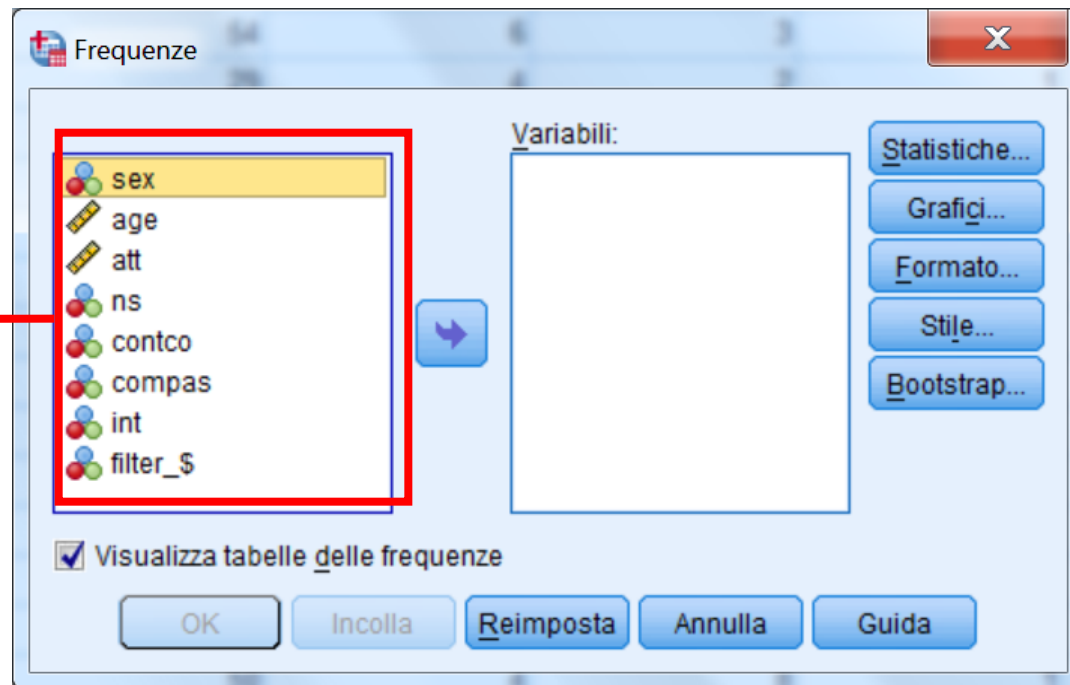 Frequenze
Variabili:
sex
age
att
ns
contco
compas
int
filter_$
Statistiche...
Grafici...
Formato...
Stile...
Bootstrap...
Visualizza tabelle delle frequenze
OK
Incolla
Reimposta
Annulla
Guida